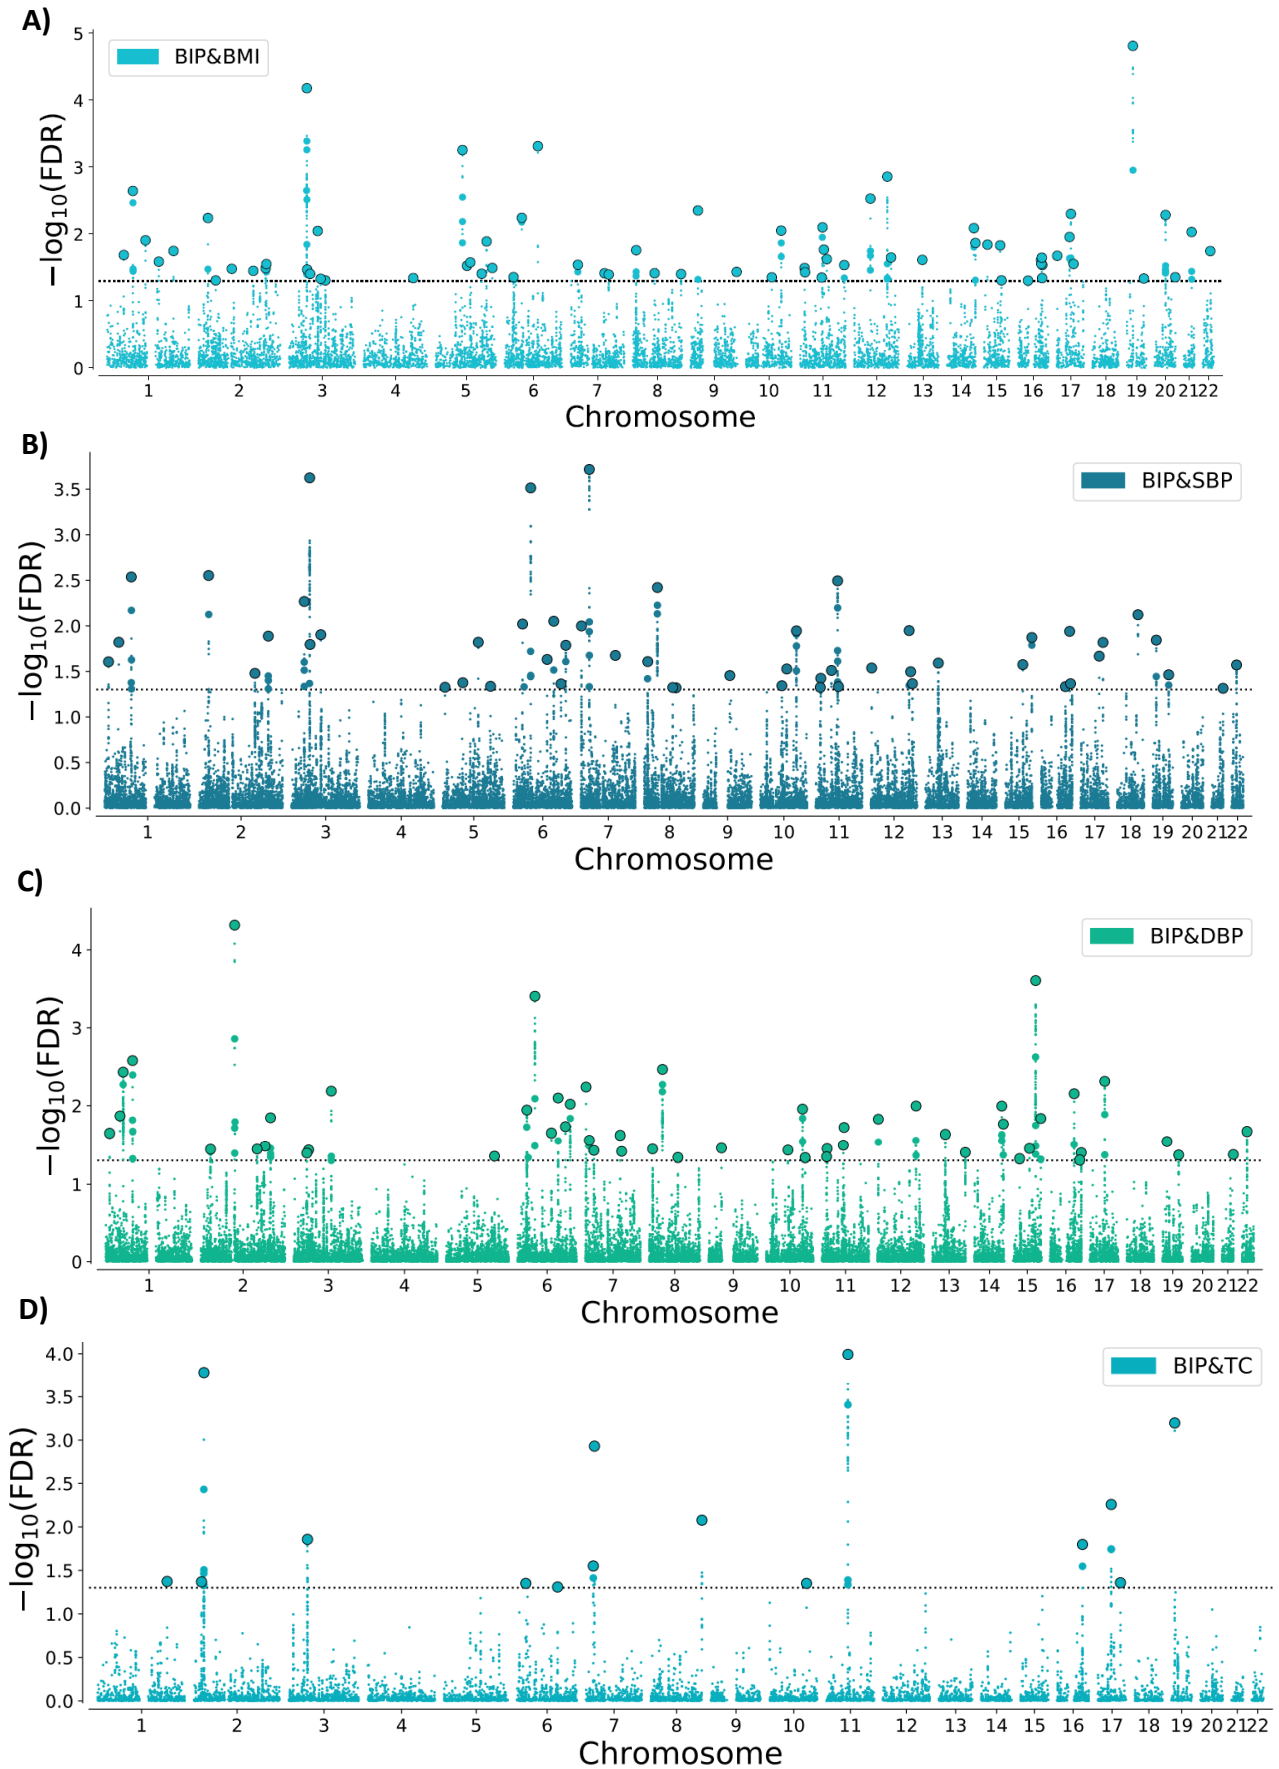 A)
BIP&BMI
−log10(FDR)
5
4
3
2
1
0
1 2 3 4 5 6 7 8 9 10 11 12 13 14 15 16 17 18 19 20 21 22
Chromosome
B)
BIP&SBP
−log10(FDR)
3.5
3.0
2.5
2.0
1.5
1.0
0.5
0.0
1 2 3 4 5 6 7 8 9 10 11 12 13 14 15 16 17 18 19 20 21 22
Chromosome
C)
BIP&DBP
−log10(FDR)
4
3
2
1
0
1 2 3 4 5 6 7 8 9 10 11 12 13 14 15 16 17 18 19 20 21 22
Chromosome
D)
BIP&TC
−log10(FDR)
4.0
3.5
3.0
2.5
2.0
1.5
1.0
0.5
0.0
1 2 3 4 5 6 7 8 9 10 11 12 13 14 15 16 17 18 19 20 21 22
Chromosome